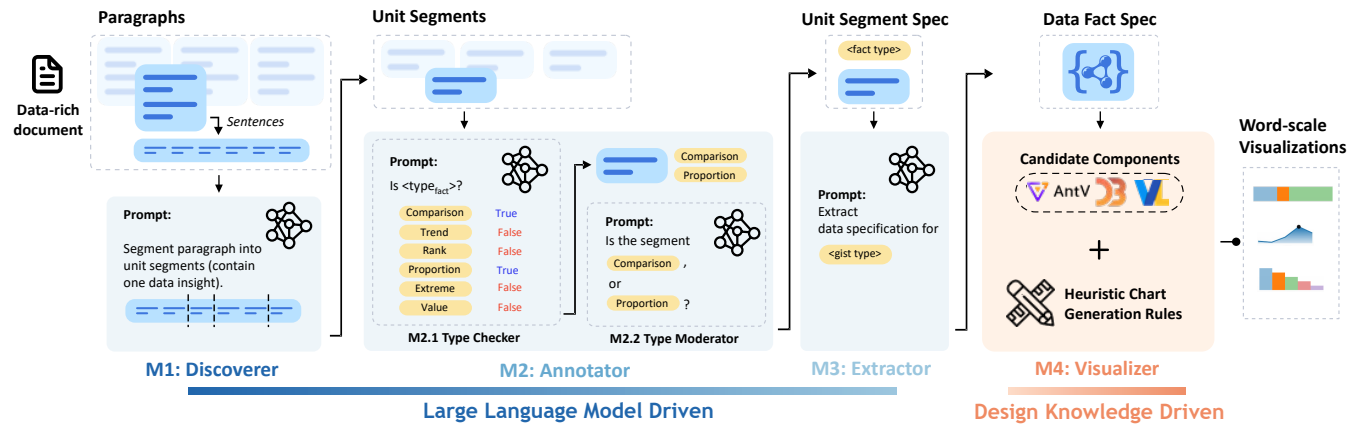 Paragraphs
Unit Segments
Unit Segment Spec
Data Fact Spec
Data-rich
document
Sentences
<fact type>
Word-scale
Visualizations
Prompt:
Segment paragraph into
unit segments (contain
one data insight).
Prompt:
Is <type_fact>?
Comparison True
Trend False
Rank False
Proportion True
Extreme False
Value False
M2.1 Type Checker
Comparison
Proportion
Prompt:
Is the segment
Comparison ,
or
Proportion ?
M2.2 Type Moderator
Prompt:
Extract
data specification for
<gist type>
Candidate Components
AntV D3 VL
+
Heuristic Chart
Generation Rules
M1: Discoverer
M2: Annotator
M3: Extractor
M4: Visualizer
Large Language Model Driven
Design Knowledge Driven